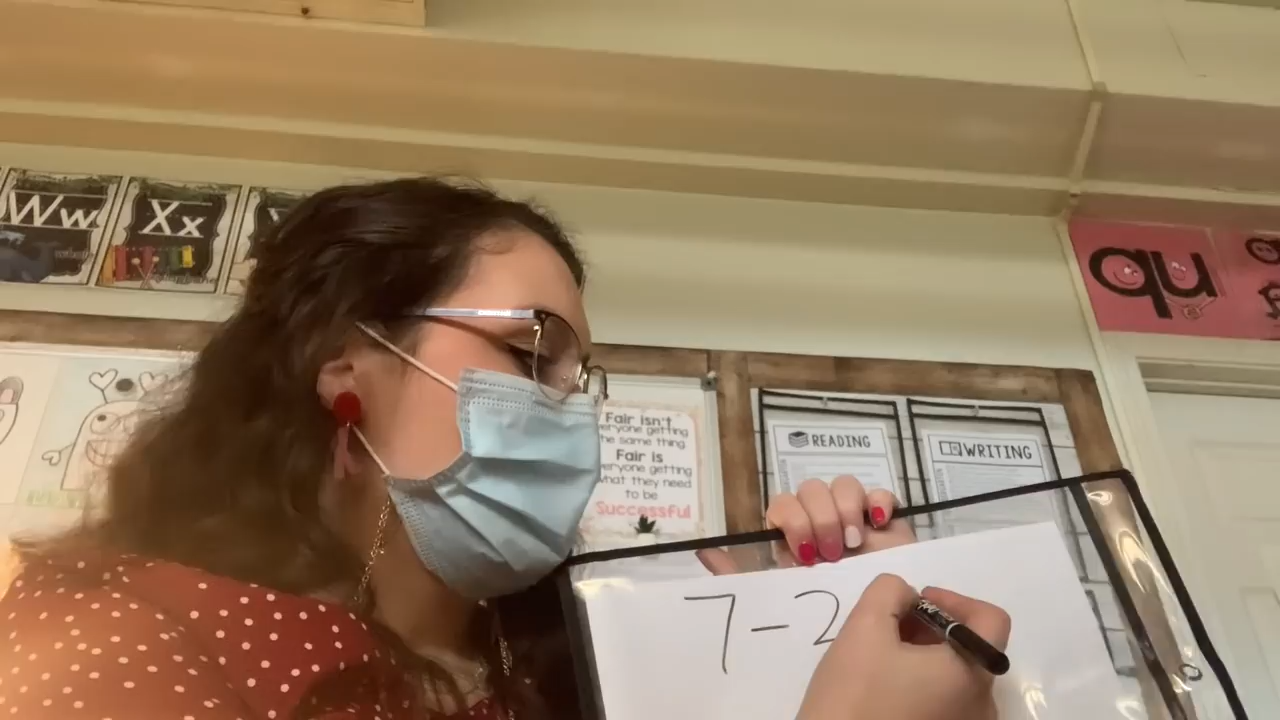 Ww
Xx
qu
Fair isn't
everyone getting
the same thing
Fair is
everyone getting
what they need
to be
Successful
READING
WRITING
7-2